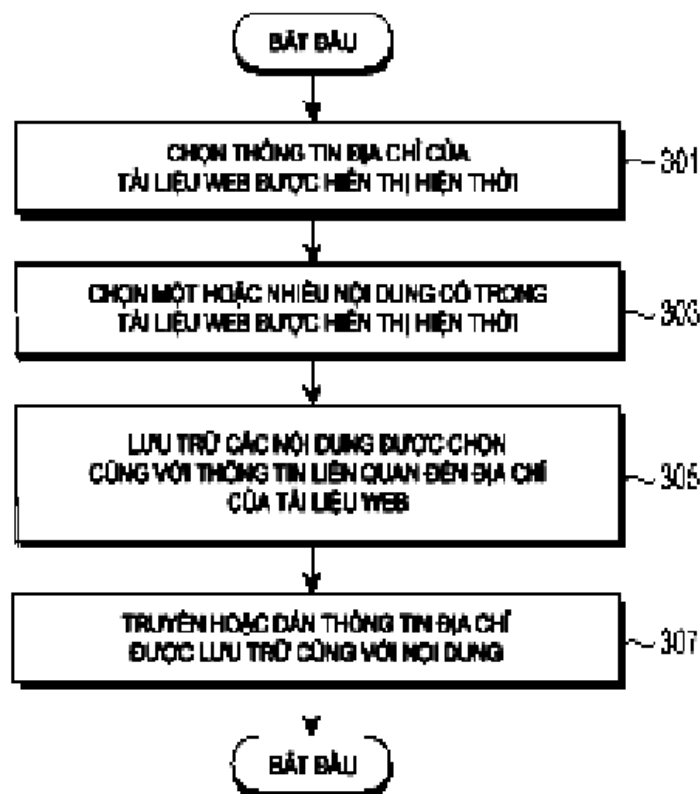 BẮT ĐẦU
CHỌN THÔNG TIN ĐỊA CHỈ CỦA
TÀI LIỆU WEB ĐƯỢC HIỂN THỊ HIỆN THỜI
301
CHỌN MỘT HOẶC NHIỀU NỘI DUNG CÓ TRONG
TÀI LIỆU WEB ĐƯỢC HIỂN THỊ HIỆN THỜI
303
LƯU TRỮ CÁC NỘI DUNG ĐƯỢC CHỌN
CÙNG VỚI THÔNG TIN LIÊN QUAN ĐẾN ĐỊA CHỈ
CỦA TÀI LIỆU WEB
305
TRUYỀN HOẶC DÁN THÔNG TIN ĐỊA CHỈ
ĐƯỢC LƯU TRỮ CÙNG VỚI NỘI DUNG
307
BẮT ĐẦU